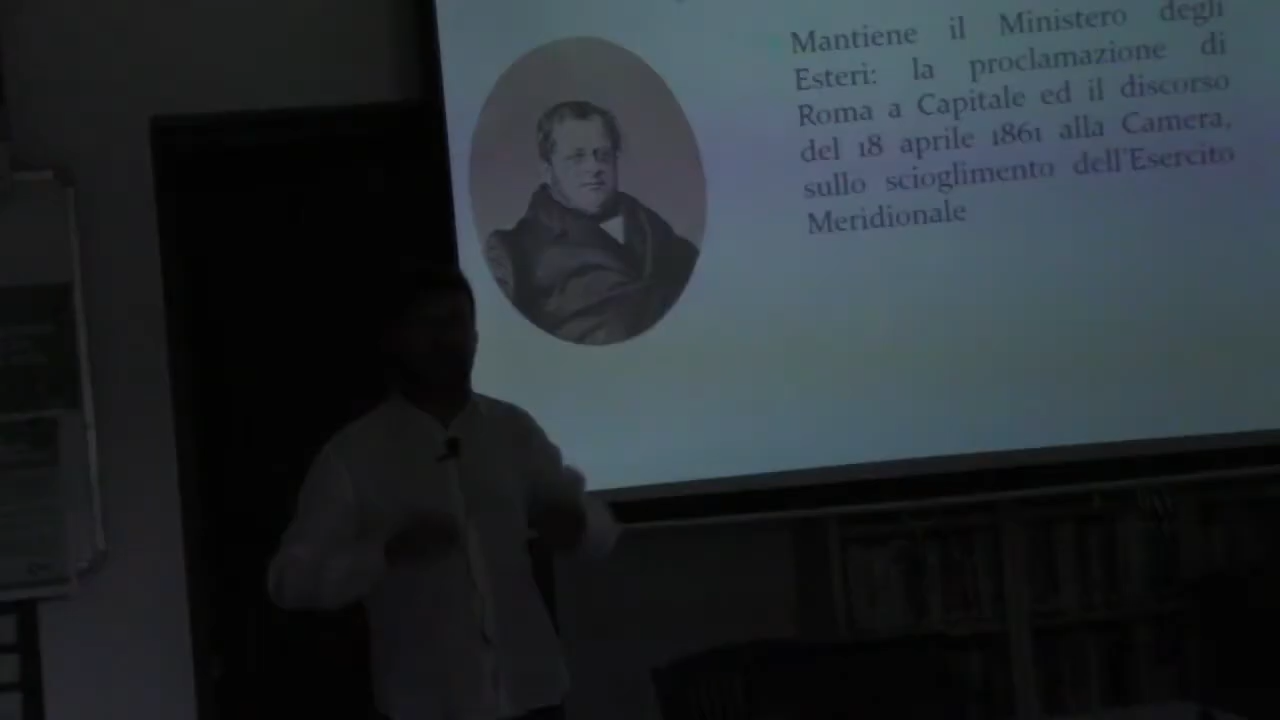 Mantiene il Ministero degli
Esteri: la proclamazione di
Roma a Capitale ed il discorso
del 18 aprile 1861 alla Camera,
sullo scioglimento dell'Esercito
Meridionale